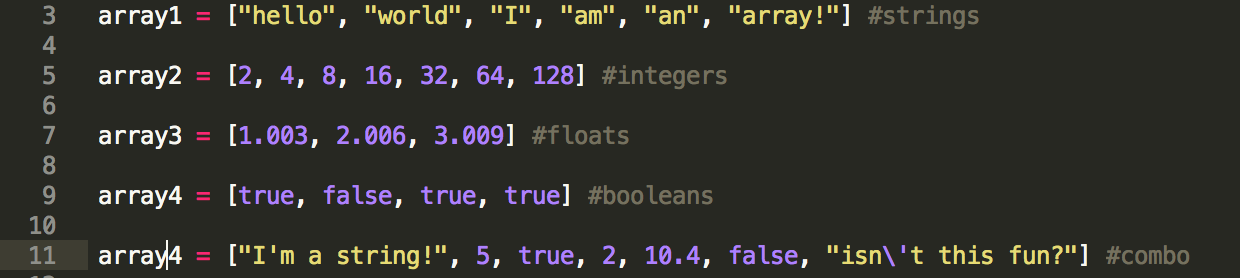 3 array1 = ["hello", "world", "I", "am", "an", "array!"] #strings
4
5 array2 = [2, 4, 8, 16, 32, 64, 128] #integers
6
7 array3 = [1.003, 2.006, 3.009] #floats
8
9 array4 = [true, false, true, true] #booleans
10
11 array4 = ["I'm a string!", 5, true, 2, 10.4, false, "isn\'t this fun?"] #combo